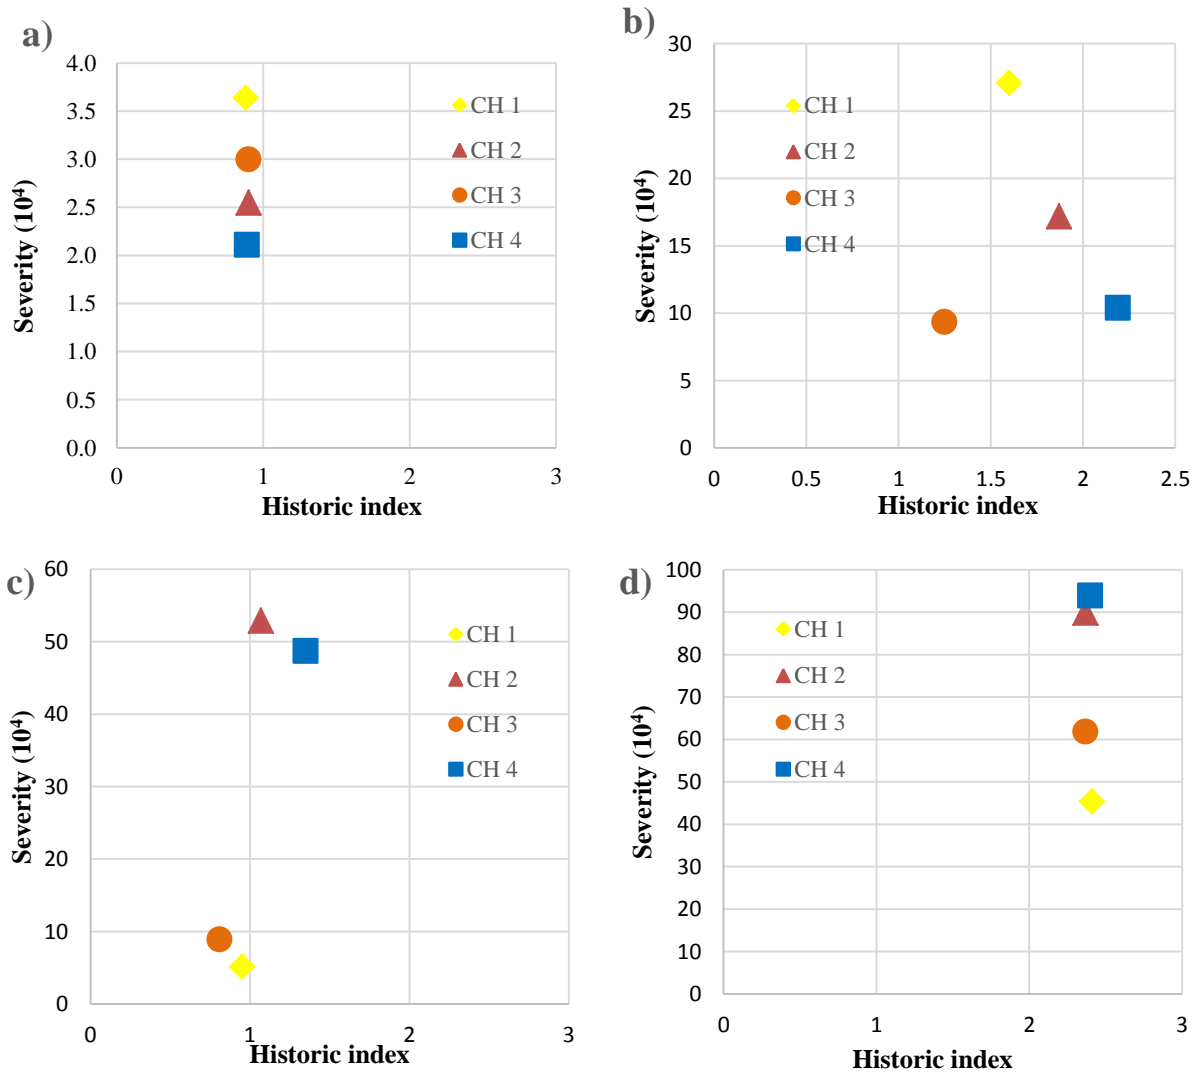 a)
4.0
3.5
3.0
2.5
2.0
1.5
1.0
0.5
0.0
Severity (10⁴)
0 1 2 3
Historic index
CH 1
CH 2
CH 3
CH 4
b)
30
25
20
15
10
5
0
Severity (10⁴)
0 0.5 1 1.5 2 2.5
Historic index
CH 1
CH 2
CH 3
CH 4
c)
60
50
40
30
20
10
0
Severity (10⁴)
0 1 2 3
Historic index
CH 1
CH 2
CH 3
CH 4
d)
100
90
80
70
60
50
40
30
20
10
0
Severity (10⁴)
0 1 2 3
Historic index
CH 1
CH 2
CH 3
CH 4